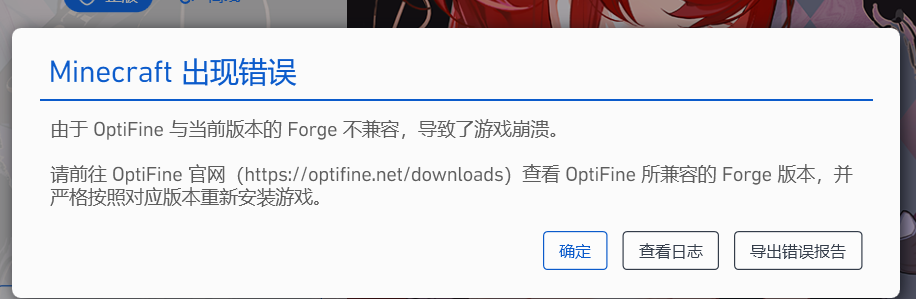 Minecraft 出现错误
由于 OptiFine 与当前版本的 Forge 不兼容，导致了游戏崩溃。
请前往 OptiFine 官网（https://optifine.net/downloads）查看 OptiFine 所兼容的 Forge 版本，并
严格按照对应版本重新安装游戏。
确定 查看日志 导出错误报告